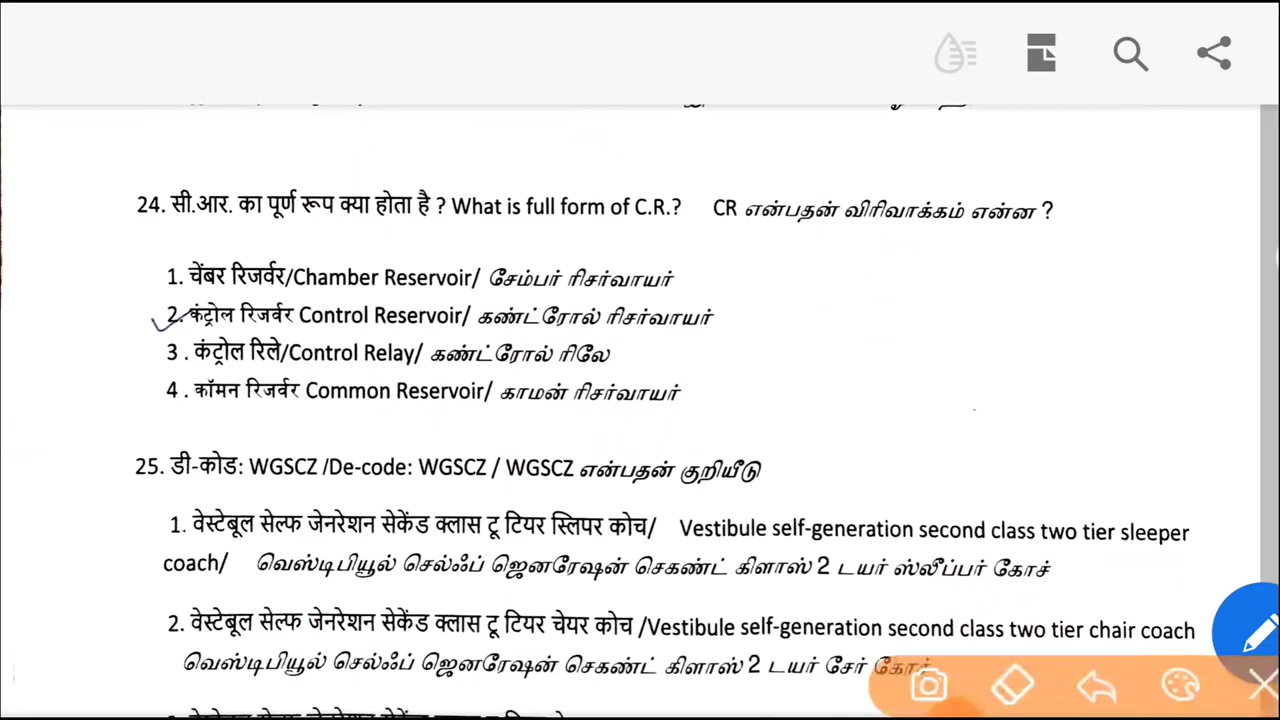 24. सी.आर. का पूर्ण रूप क्या होता है ? What is full form of C.R.? CR என்பதன் விரிவாக்கம் என்ன ?
1. चेंबर रिजर्वर/Chamber Reservoir/ சேம்பர் ரிசர்வாயர்
2. कंट्रोल रिजर्वर Control Reservoir/ கண்ட்ரோல் ரிசர்வாயர்
3 . कंट्रोल रिले/Control Relay/ கண்ட்ரோல் ரிலே
4 . कॉमन रिजर्वर Common Reservoir/ காமன் ரிசர்வாயர்
25. डी-कोड: WGSCZ /De-code: WGSCZ / WGSCZ என்பதன் குறியீடு
1. वेस्टेबूल सेल्फ जेनरेशन सेकेंड क्लास टू टियर स्लिपर कोच/ Vestibule self-generation second class two tier sleeper
coach/ வெஸ்டிபியூல் செல்ஃப் ஜெனரேஷன் செகண்ட் கிளாஸ் 2 டயர் ஸ்லீப்பர் கோச்
2. वेस्टेबूल सेल्फ जेनरेशन सेकेंड क्लास टू टियर चेयर कोच /Vestibule self-generation second class two tier chair coach
வெஸ்டிபியூல் செல்ஃப் ஜெனரேஷன் செகண்ட் கிளாஸ் 2 டயர் சேர் கோச்